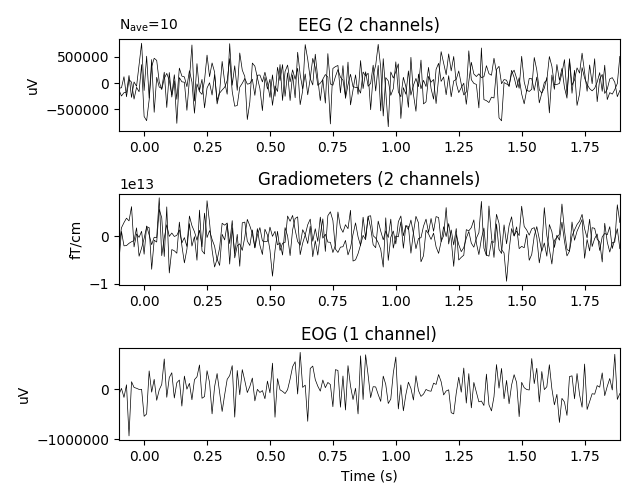 N_ave=10
EEG (2 channels)
uV
500000
0
−500000
0.00 0.25 0.50 0.75 1.00 1.25 1.50 1.75
1e13
Gradiometers (2 channels)
fT/cm
0
−1
0.00 0.25 0.50 0.75 1.00 1.25 1.50 1.75
EOG (1 channel)
uV
0
−1000000
0.00 0.25 0.50 0.75 1.00 1.25 1.50 1.75
Time (s)